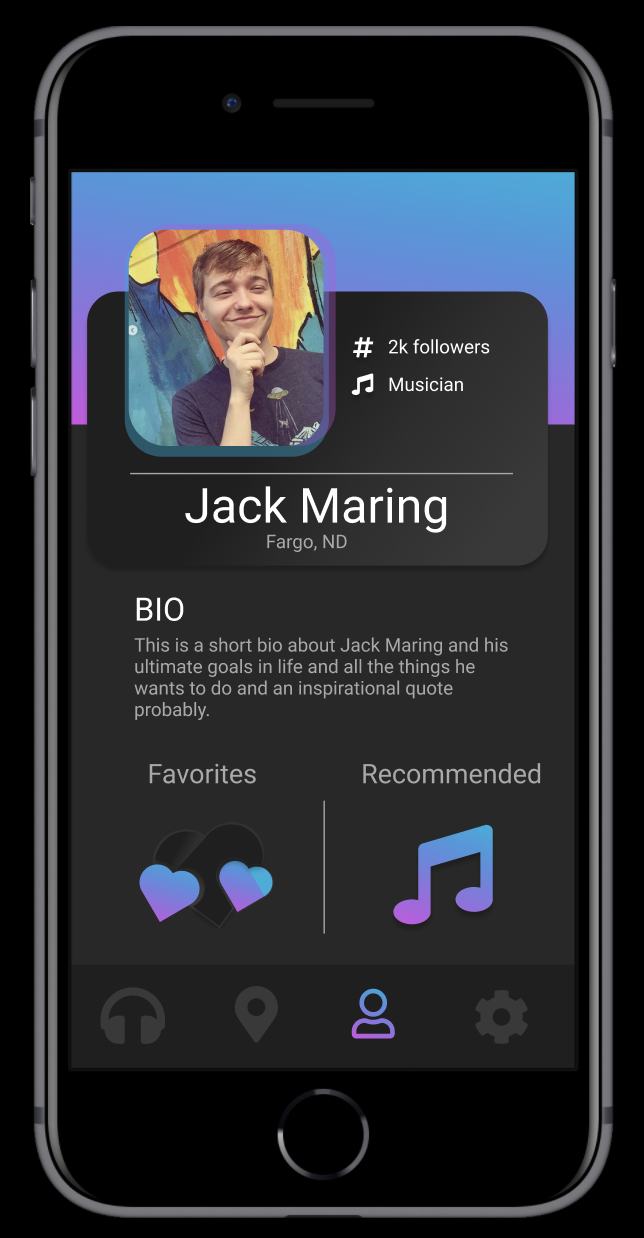 # 2k followers
Musician
Jack Maring
Fargo, ND
BIO
This is a short bio about Jack Maring and his
ultimate goals in life and all the things he
wants to do and an inspirational quote
probably.
Favorites
Recommended